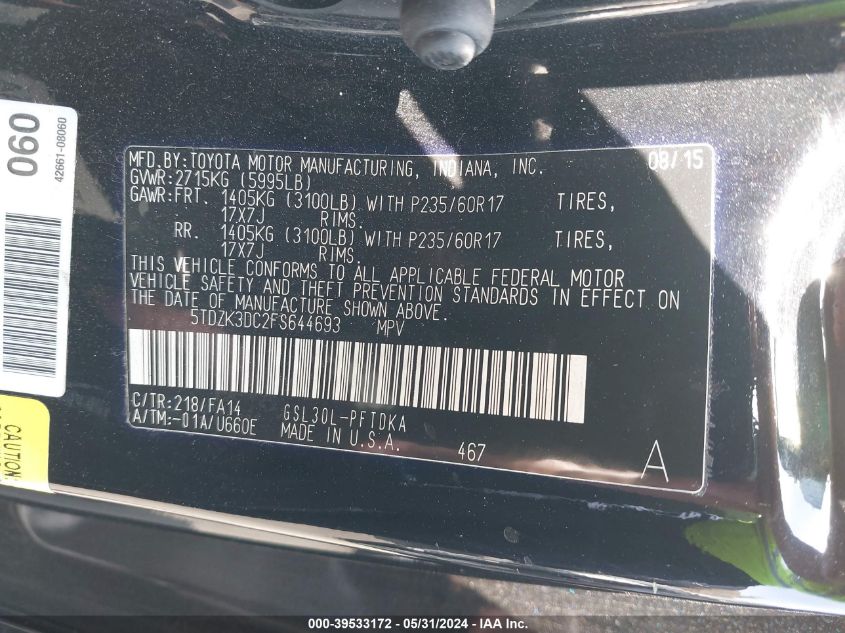 060
42661-08060
MFD.BY:TOYOTA MOTOR MANUFACTURING, INDIANA, INC. 08/15
GVWR:2715KG (5995LB)
GAWR:FRT. 1405KG (3100LB) WITH P235/60R17 TIRES,
17X7J RIMS.
RR. 1405KG (3100LB) WITH P235/60R17 TIRES,
17X7J RIMS.
THIS VEHICLE CONFORMS TO ALL APPLICABLE FEDERAL MOTOR
VEHICLE SAFETY AND THEFT PREVENTION STANDARDS IN EFFECT ON
THE DATE OF MANUFACTURE SHOWN ABOVE.
5TDZK3DC2FS644693 MPV
C/TR:218/FA14 GSL30L-PFTDKA
A/TM:-01A/U660E MADE IN U.S.A. 467 A
CAUTION:
000-39533172 - 05/31/2024 - IAA Inc.